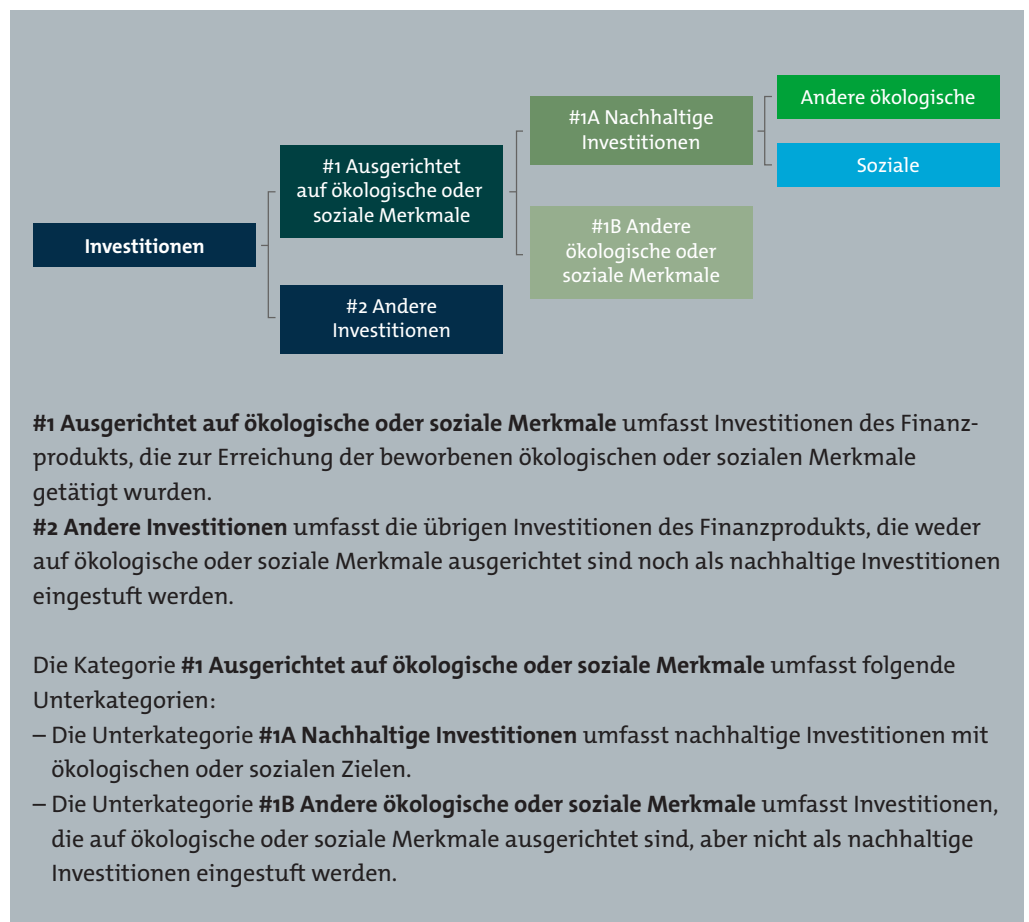 Andere ökologische
#1A Nachhaltige
Investitionen
Soziale
#1 Ausgerichtet
auf ökologische oder
soziale Merkmale
#1B Andere
ökologische oder
soziale Merkmale
Investitionen
#2 Andere
Investitionen
#1 Ausgerichtet auf ökologische oder soziale Merkmale umfasst Investitionen des Finanz-
produkts, die zur Erreichung der beworbenen ökologischen oder sozialen Merkmale
getätigt wurden.
#2 Andere Investitionen umfasst die übrigen Investitionen des Finanzprodukts, die weder
auf ökologische oder soziale Merkmale ausgerichtet sind noch als nachhaltige Investitionen
eingestuft werden.
Die Kategorie #1 Ausgerichtet auf ökologische oder soziale Merkmale umfasst folgende
Unterkategorien:
– Die Unterkategorie #1A Nachhaltige Investitionen umfasst nachhaltige Investitionen mit
ökologischen oder sozialen Zielen.
– Die Unterkategorie #1B Andere ökologische oder soziale Merkmale umfasst Investitionen,
die auf ökologische oder soziale Merkmale ausgerichtet sind, aber nicht als nachhaltige
Investitionen eingestuft werden.